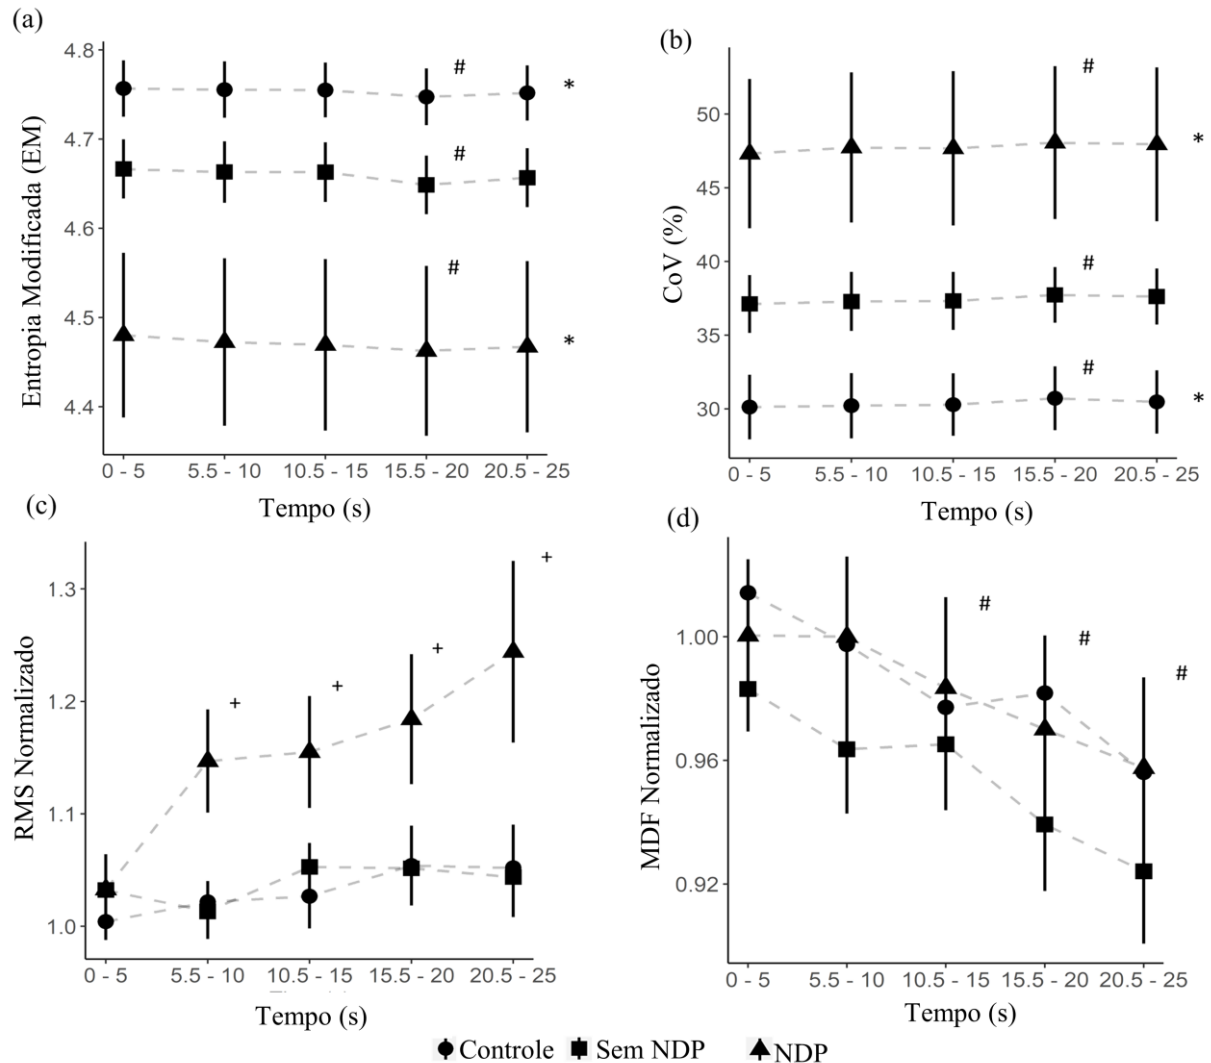 (a)
Entropia Modificada (EM)
4.8
4.7
4.6
4.5
4.4
#
*
#
#
*
0 - 5 5.5 - 10 10.5 - 15 15.5 - 20 20.5 - 25
Tempo (s)
(b)
CoV (%)
50
45
40
35
30
#
*
#
#
*
0 - 5 5.5 - 10 10.5 - 15 15.5 - 20 20.5 - 25
Tempo (s)
(c)
RMS Normalizado
1.3
1.2
1.1
1.0
+
+
+
+
0 - 5 5.5 - 10 10.5 - 15 15.5 - 20 20.5 - 25
Tempo (s)
(d)
MDF Normalizado
1.00
0.96
0.92
#
#
#
0 - 5 5.5 - 10 10.5 - 15 15.5 - 20 20.5 - 25
Tempo (s)
Controle Sem NDP NDP